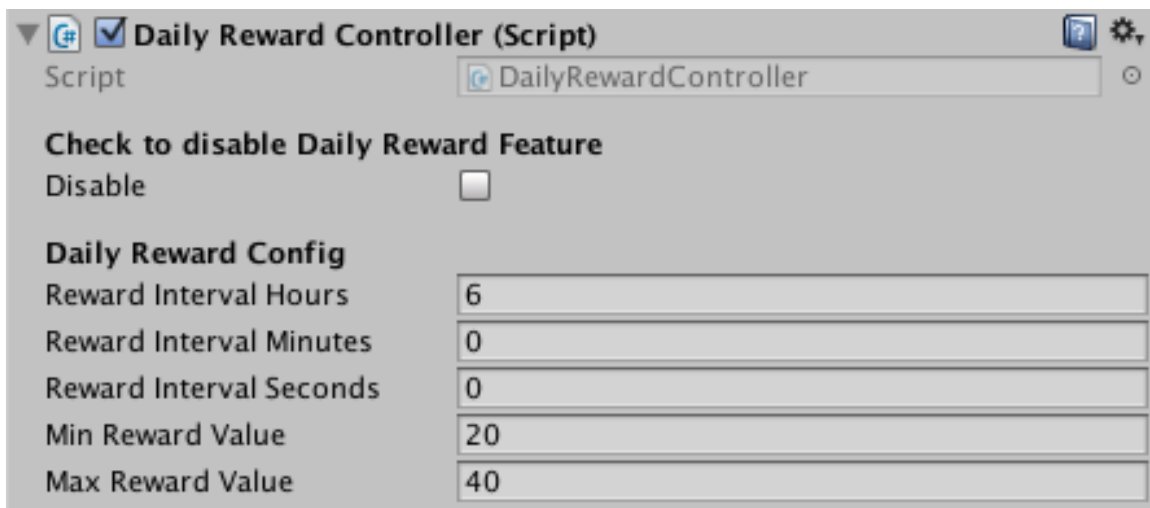 Daily Reward Controller (Script)
Script DailyRewardController
Check to disable Daily Reward Feature
Disable
Daily Reward Config
Reward Interval Hours 6
Reward Interval Minutes 0
Reward Interval Seconds 0
Min Reward Value 20
Max Reward Value 40